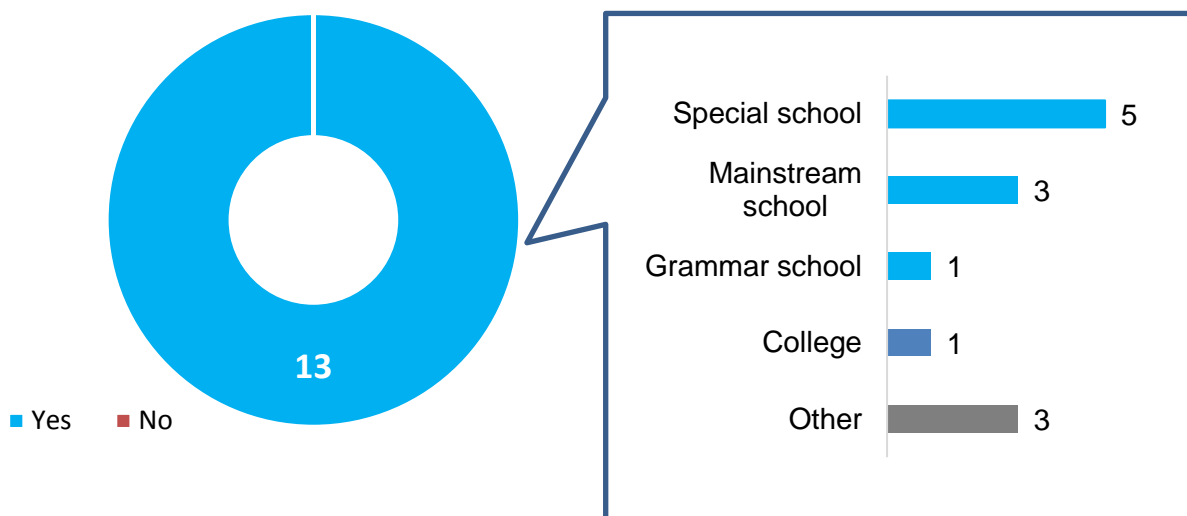 13
Yes No
Special school 5
Mainstream
school 3
Grammar school 1
College 1
Other 3